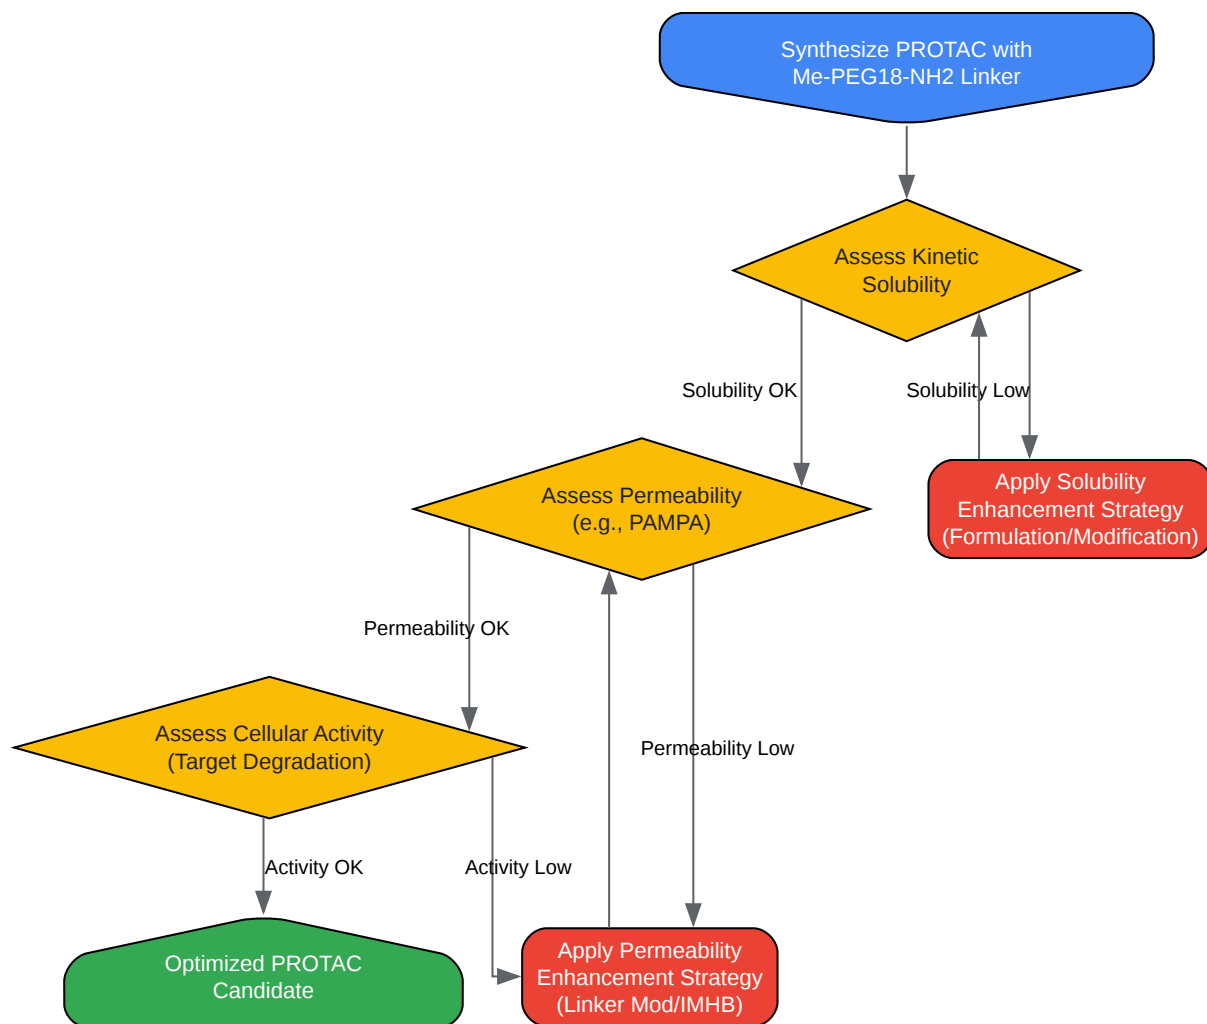 Synthesize PROTAC with
Me-PEG18-NH2 Linker
Assess Kinetic
Solubility
Solubility OK
Solubility Low
Apply Solubility
Enhancement Strategy
(Formulation/Modification)
Assess Permeability
(e.g., PAMPA)
Permeability OK
Permeability Low
Assess Cellular Activity
(Target Degradation)
Activity OK
Activity Low
Optimized PROTAC
Candidate
Apply Permeability
Enhancement Strategy
(Linker Mod/IMHB)